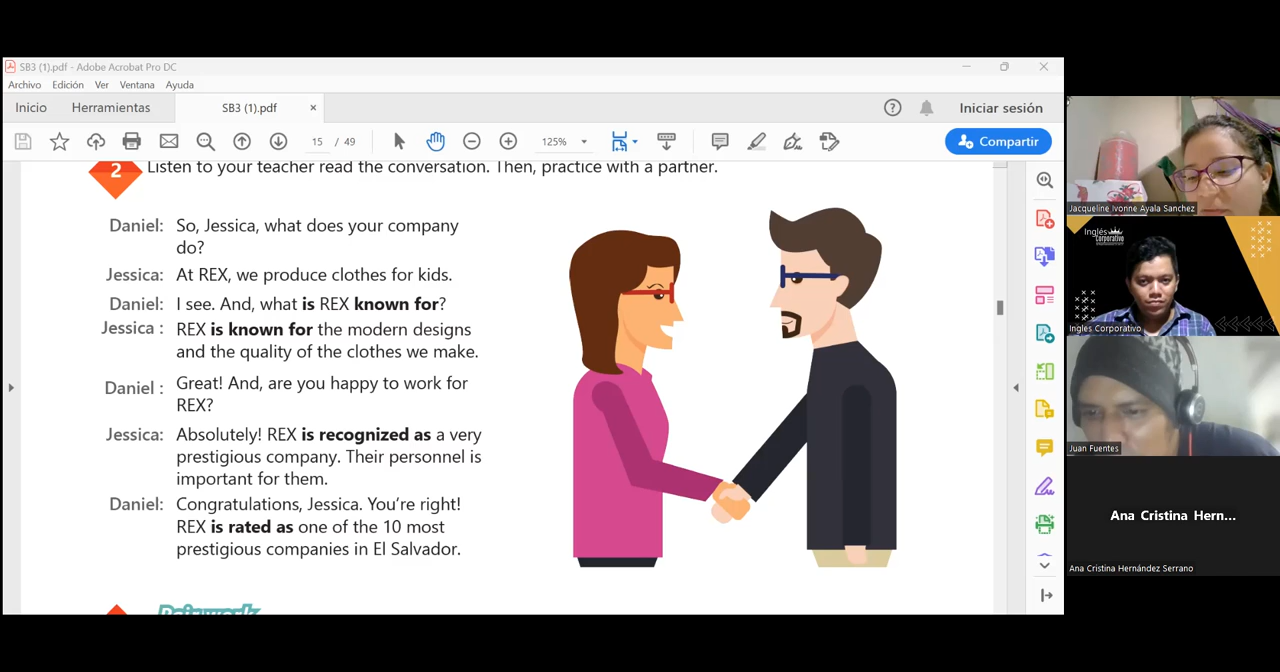 SB3 (1).pdf - Adobe Acrobat Pro DC
Archivo Edición Ver Ventana Ayuda
Inicio Herramientas SB3 (1).pdf × Iniciar sesión
15 / 49 125% Compartir
2 Listen to your teacher read the conversation. Then, practice with a partner.
Daniel: So, Jessica, what does your company
do?
Jessica: At REX, we produce clothes for kids.
Daniel: I see. And, what is REX known for?
Jessica : REX is known for the modern designs
and the quality of the clothes we make.
Daniel : Great! And, are you happy to work for
REX?
Jessica: Absolutely! REX is recognized as a very
prestigious company. Their personnel is
important for them.
Daniel: Congratulations, Jessica. You're right!
REX is rated as one of the 10 most
prestigious companies in El Salvador.
Pairwork
Jacqueline Ivonne Ayala Sanchez
Inglés
corporativo
Ingles Corporativo
Juan Fuentes
Ana Cristina Hern...
Ana Cristina Hernández Serrano